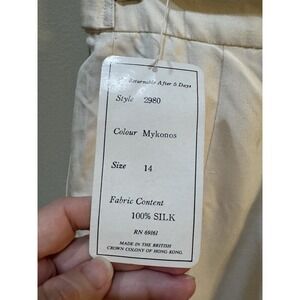 Returnable After 5 Days
Style 2980
Colour Mykonos
Size 14
Fabric Content
100% SILK
RN 69161
MADE IN THE BRITISH
CROWN COLONY OF HONG KONG.